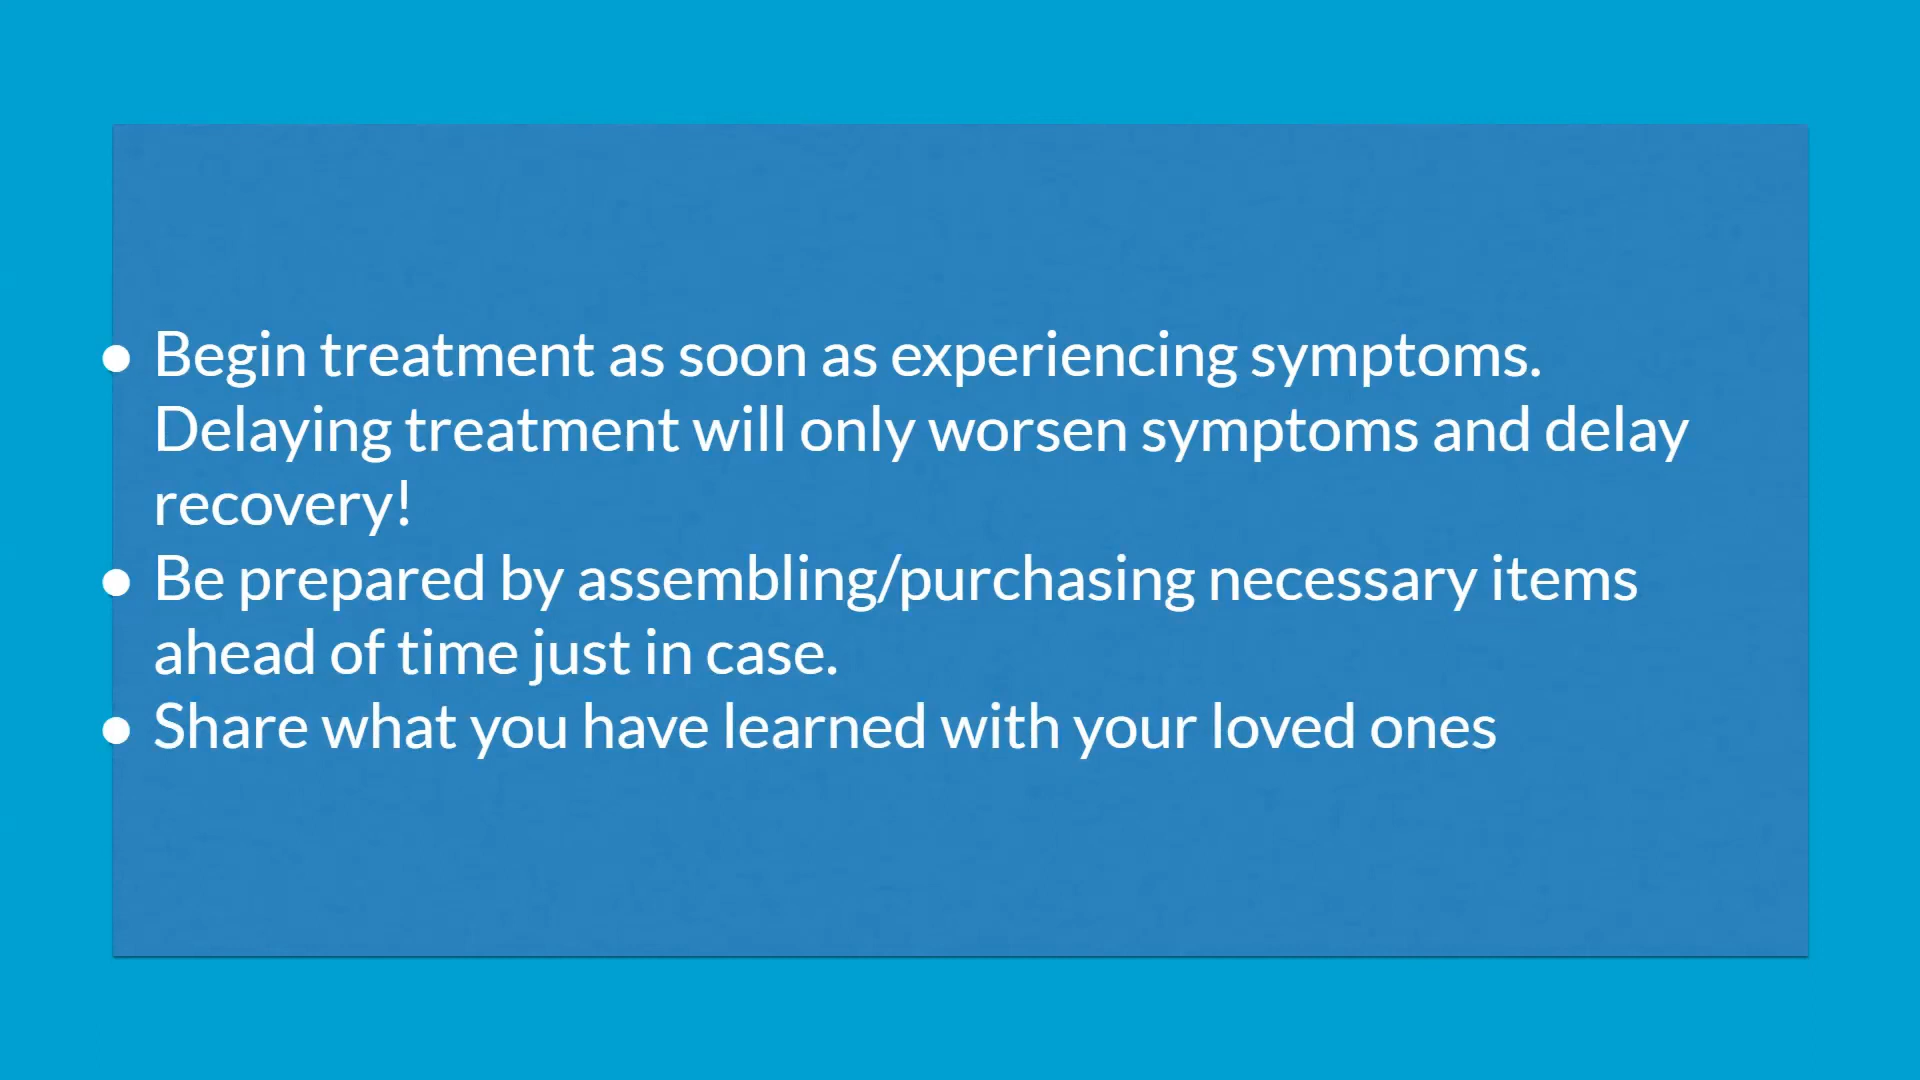 ● Begin treatment as soon as experiencing symptoms.
Delaying treatment will only worsen symptoms and delay
recovery!
● Be prepared by assembling/purchasing necessary items
ahead of time just in case.
● Share what you have learned with your loved ones